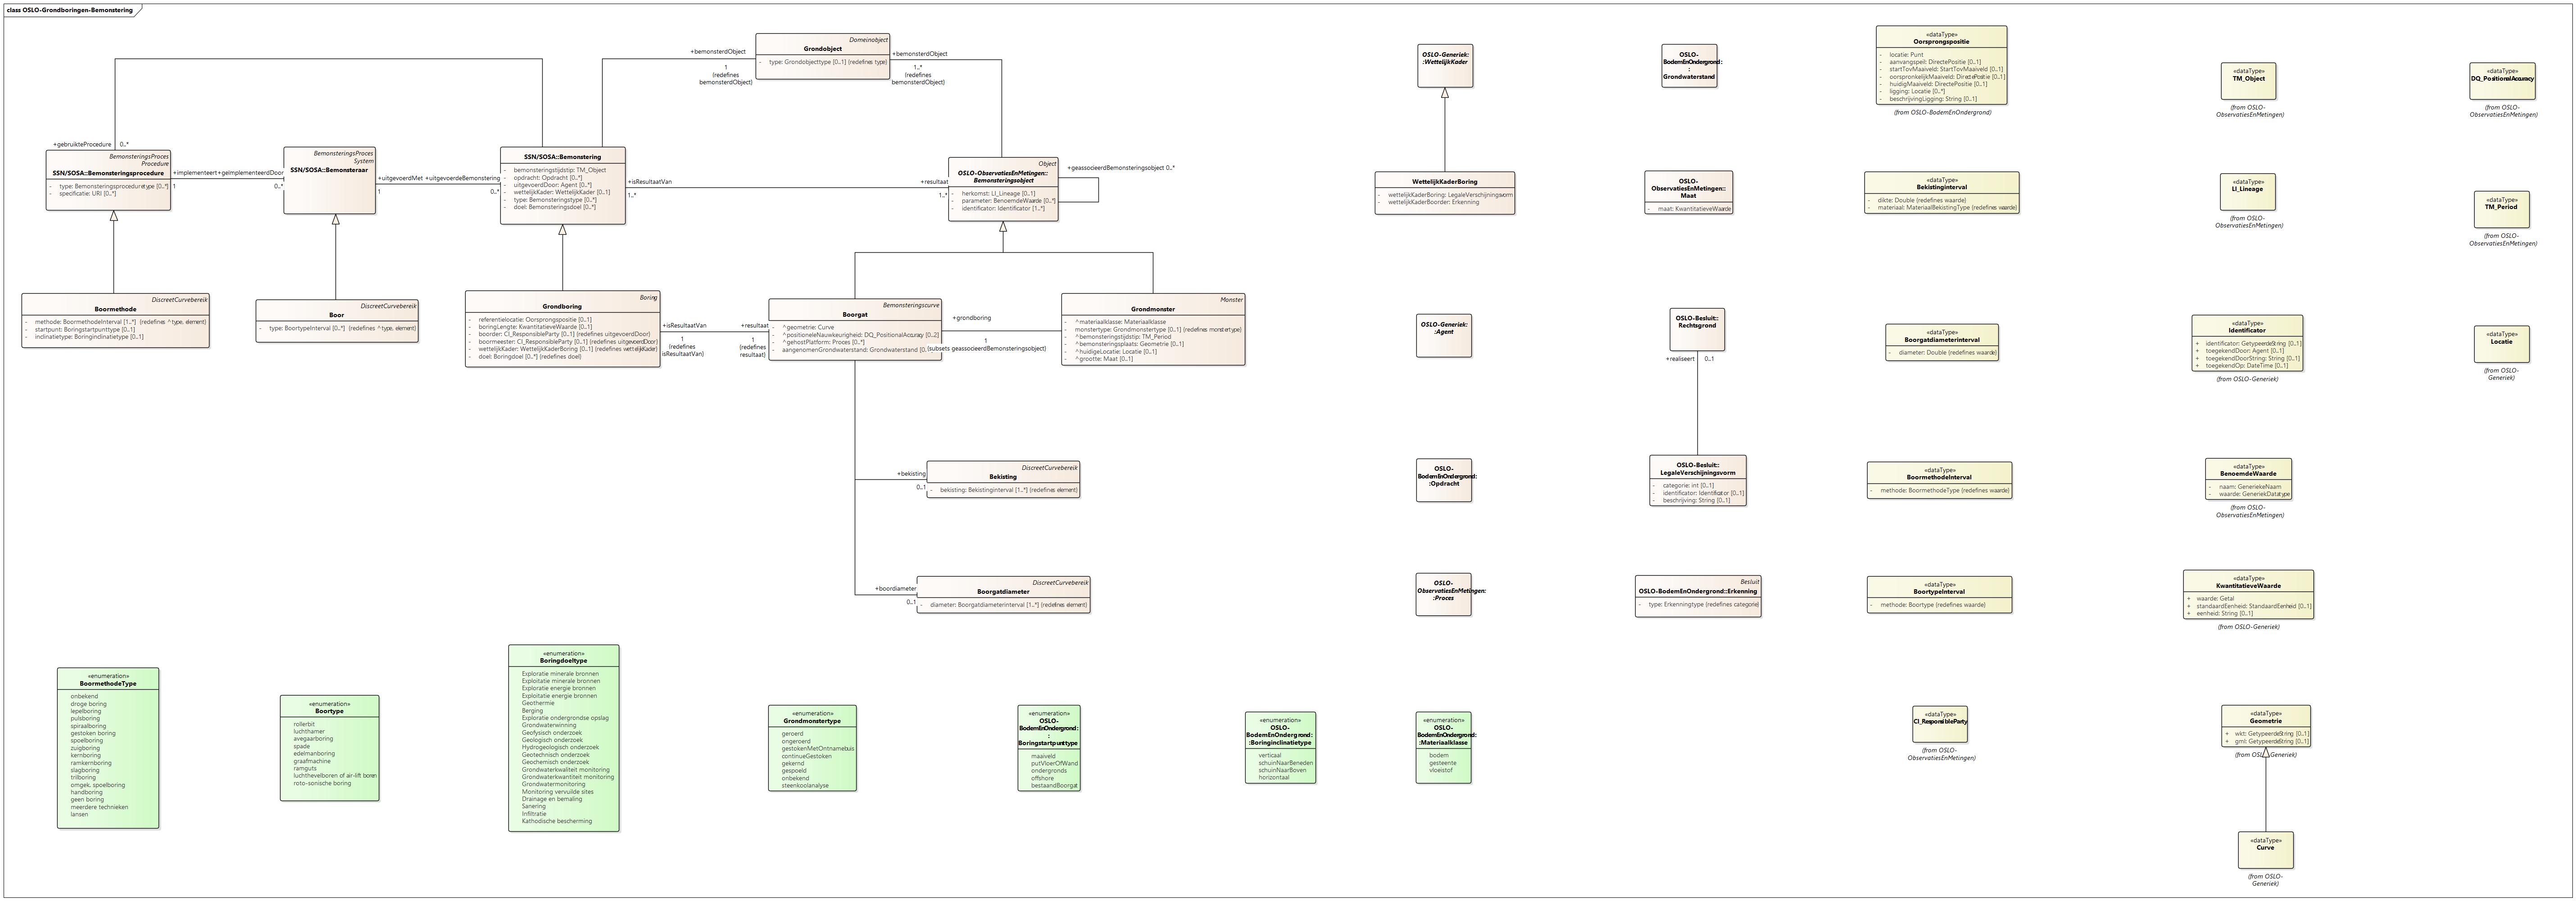 class OSLO-Grondboringen-Bemonstering
Domeinobject
Grondobject
- type: Grondobjecttype [0..1] {redefines type}
+bemonsterdObject
1
{redefines
bemonsterdObject}
+bemonsterdObject
1..*
{redefines
bemonsterdObject}
+gebruikteProcedure
0..*
BemonsteringsProces
Procedure
SSN/SOSA::Bemonsteringsprocedure
- type: Bemonsteringsproceduretype [0..*]
- specificatie: URI [0..*]
+implementeert
+geïmplementeerdDoor
1
0..*
BemonsteringsProces
System
SSN/SOSA::Bemonsteraar
+uitgevoerdMet
+uitgevoerdeBemonstering
1
0..*
SSN/SOSA::Bemonstering
- bemonsteringstijdstip: TM_Object
- opdracht: Opdracht [0..*]
- uitgevoerdDoor: Agent [0..*]
- wettelijkKader: WettelijkKader [0..1]
- type: Bemonsteringstype [0..*]
- doel: Bemonsteringsdoel [0..*]
+isResultaatVan
1..*
+resultaat
1..*
Object
OSLO-ObservatiesEnMetingen::
Bemonsteringsobject
- herkomst: LI_Lineage [0..1]
- parameter: BenoemdeWaarde [0..*]
- identificator: Identificator [1..*]
+geassocieerdBemonsteringsobject 0..*
DiscreetCurvebereik
Boormethode
- methode: BoormethodeInterval [1..*] {redefines ^type, element}
- startpunt: Boringstartpunttype [0..1]
- indinatietype: Boringindinatietype [0..1]
DiscreetCurvebereik
Boor
- type: BoortypeInterval [0..*] {redefines ^type, element}
Boring
Grondboring
- referentielocatie: Oorsprongspositie [0..1]
- boringLengte: KwantitatieveWaarde [0..1]
- boorder: CI_ResponsibleParty [0..1] {redefines uitgevoerdDoor}
- boormeester: CI_ResponsibleParty [0..1] {redefines uitgevoerdDoor}
- wettelijkKader: WettelijkKaderBoring [0..1] {redefines wettelijkKader}
- doel: Boringdoel [0..*] {redefines doel}
+isResultaatVan
1
{redefines
isResultaatVan}
+resultaat
1
{redefines
resultaat}
Bemonsteringscurve
Boorgat
- ^geometrie: Curve
- ^positioneleNauwkeurigheid: DQ_PositionalAccuracy [0..2]
- ^gehostPlatform: Proces [0..*]
- aangenomenGrondwaterstand: Grondwaterstand [0..
+grondboring
1
{subsets geassocieerdBemonsteringsobject}
Monster
Grondmonster
- ^materiaalklasse: Materiaalklasse
- monstertype: Grondmonstertype [0..1] {redefines monstertype}
- ^bemonsteringstijdstip: TM_Period
- ^bemonsteringsplaats: Geometrie [0..1]
- ^huidigeLocatie: Locatie [0..1]
- ^grootte: Maat [0..1]
+bekisting
0..1
DiscreetCurvebereik
Bekisting
- bekisting: Bekistinginterval [1..*] {redefines element}
+boordiameter
0..1
DiscreetCurvebereik
Boorgatdiameter
- diameter: Boorgatdiameterinterval [1..*] {redefines element}
«enumeration»
BoormethodeType
onbekend
droge boring
lepelboring
pulsboring
spiraalboring
gestoken boring
spoelboring
zuigboring
kernboring
ramkernboring
slagboring
trilboring
omgek. spoelboring
handboring
geen boring
meerdere technieken
lansen
«enumeration»
Boortype
rollerbit
luchthamer
avegaarboring
spade
edelmanboring
graafmachine
ramguts
luchthevelboren of air-lift boren
roto-sonische boring
«enumeration»
Boringdoeltype
Exploratie minerale bronnen
Exploitatie minerale bronnen
Exploratie energie bronnen
Exploitatie energie bronnen
Geothermie
Berging
Exploratie ondergrondse opslag
Grondwaterwinning
Geofysisch onderzoek
Geologisch onderzoek
Hydrogeologisch onderzoek
Geotechnisch onderzoek
Geochemisch onderzoek
Grondwaterkwaliteit monitoring
Grondwaterkwantiteit monitoring
Grondwatermonitoring
Monitoring vervuilde sites
Drainage en bemaling
Sanering
Infiltratie
Kathodische bescherming
«enumeration»
Grondmonstertype
geroerd
ongeroerd
gestokenMetOntnamebuis
continueGestoken
gekernd
gespoeld
onbekend
steenkoolanalyse
«enumeration»
OSLO-
BodemEnOndergrond:
:
Boringstartpunttype
maaiveld
putVloerOfWand
ondergronds
offshore
bestaandBoorgat
«enumeration»
OSLO-
BodemEnOndergrond:
:Boringinclinatietype
verticaal
schuinNaarBeneden
schuinNaarBoven
horizontaal
«enumeration»
OSLO-
BodemEnOndergrond:
:Materiaalklasse
bodem
gesteente
vloeistof
OSLO-Generiek:
:WettelijkKader
WettelijkKaderBoring
- wettelijkKaderBoring: LegaleVerschijningsvorm
- wettelijkKaderBoorder: Erkenning
OSLO-Generiek:
:Agent
OSLO-
BodemEnOndergrond:
:Opdracht
OSLO-
ObservatiesEnMetingen:
:Proces
OSLO-
BodemEnOndergrond:
:
Grondwaterstand
OSLO-
ObservatiesEnMetingen::
Maat
- maat: KwantitatieveWaarde
OSLO-Besluit::
Rechtsgrond
+realiseert
0..1
OSLO-Besluit::
LegaleVerschijningsvorm
- categorie: int [0..1]
- identificator: Identificator [0..1]
- beschrijving: String [0..1]
Besluit
OSLO-BodemEnOndergrond::Erkenning
- type: Erkenningtype {redefines categorie}
«dataType»
Oorsprongspositie
- locatie: Punt
- aanvangspeil: DirectePositie [0..1]
- startTovMaaiveld: StartTovMaaiveld [0..1]
- oorspronkelijkMaaiveld: DirectePositie [0..1]
- huidigMaaiveld: DirectePositie [0..1]
- ligging: Locatie [0..*]
- beschrijvingLigging: String [0..1]
(from OSLO-BodemEnOndergrond)
«dataType»
Bekistinginterval
- dikte: Double {redefines waarde}
- materiaal: MateriaalBekistingType {redefines waarde}
«dataType»
Boorgatdiameterinterval
- diameter: Double {redefines waarde}
«dataType»
BoormethodeInterval
- methode: BoormethodeType {redefines waarde}
«dataType»
BoortypeInterval
- methode: Boortype {redefines waarde}
«dataType»
CI_ResponsibleParty
(from OSLO-
ObservatiesEnMetingen)
«dataType»
TM_Object
(from OSLO-
ObservatiesEnMetingen)
«dataType»
LI_Lineage
(from OSLO-
ObservatiesEnMetingen)
«dataType»
Identificator
+ identificator: GetypeerdeString [0..1]
+ toegekendDoor: Agent [0..1]
+ toegekendDoorString: String [0..1]
+ toegekendOp: DateTime [0..1]
(from OSLO-Generiek)
«dataType»
BenoemdeWaarde
- naam: GeneriekeNaam
- waarde: GeneriekDatatype
(from OSLO-
ObservatiesEnMetingen)
«dataType»
KwantitatieveWaarde
+ waarde: Getal
+ standaardEenheid: StandaardEenheid [0..1]
+ eenheid: String [0..1]
(from OSLO-Generiek)
«dataType»
Geometrie
+ wkt: GetypeerdeString [0..1]
+ gml: GetypeerdeString [0..1]
(from OSLO-Generiek)
«dataType»
Curve
(from OSLO-
Generiek)
«dataType»
DQ_PositionalAccuracy
(from OSLO-
ObservatiesEnMetingen)
«dataType»
TM_Period
(from OSLO-
ObservatiesEnMetingen)
«dataType»
Locatie
(from OSLO-
Generiek)